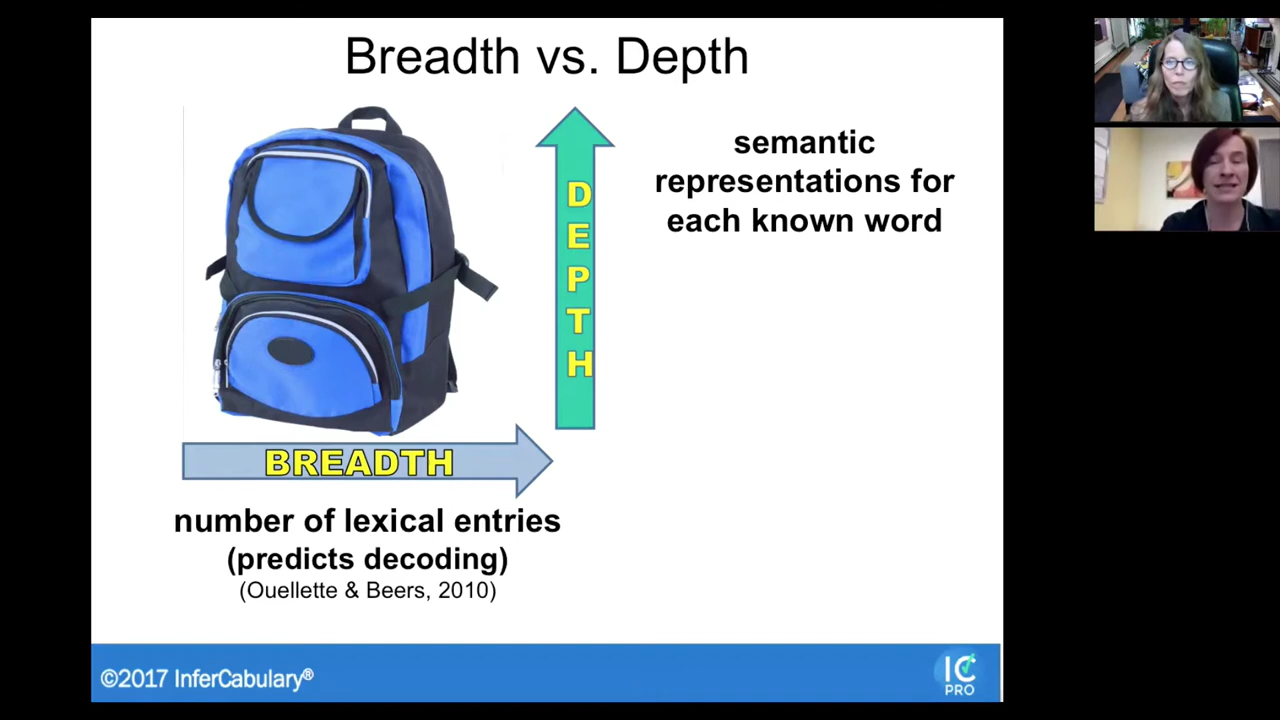 Breadth vs. Depth
DEPTH
semantic
representations for
each known word
BREADTH
number of lexical entries
(predicts decoding)
(Ouellette & Beers, 2010)
©2017 InferCabulary®
IC
PRO